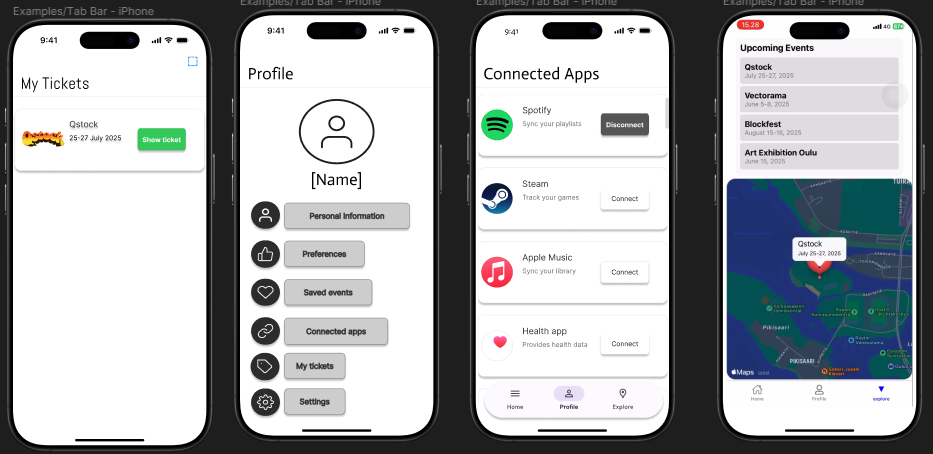 Examples/Tab Bar - iPhone
9:41
My Tickets
Qstock
Qstock
25-27 July 2025
Show ticket
Examples/Tab Bar - iPhone
9:41
Profile
[Name]
Personal Information
Preferences
Saved events
Connected apps
My tickets
Settings
Examples/Tab Bar - iPhone
9:41
Connected Apps
Spotify
Sync your playlists
Disconnect
Steam
Track your games
Connect
Apple Music
Sync your library
Connect
Health app
Provides health data
Connect
Home
Profile
Explore
Examples/Tab Bar - iPhone
15.28
4G
Upcoming Events
Qstock
July 25-27, 2025
Vectorama
June 5-8, 2025
Blockfest
August 15-16, 2025
Art Exhibition Oulu
June 15, 2025
Qstock
July 25-27, 2025
Pikisaari
PIKISAARI
Maps
Home
Profile
explore